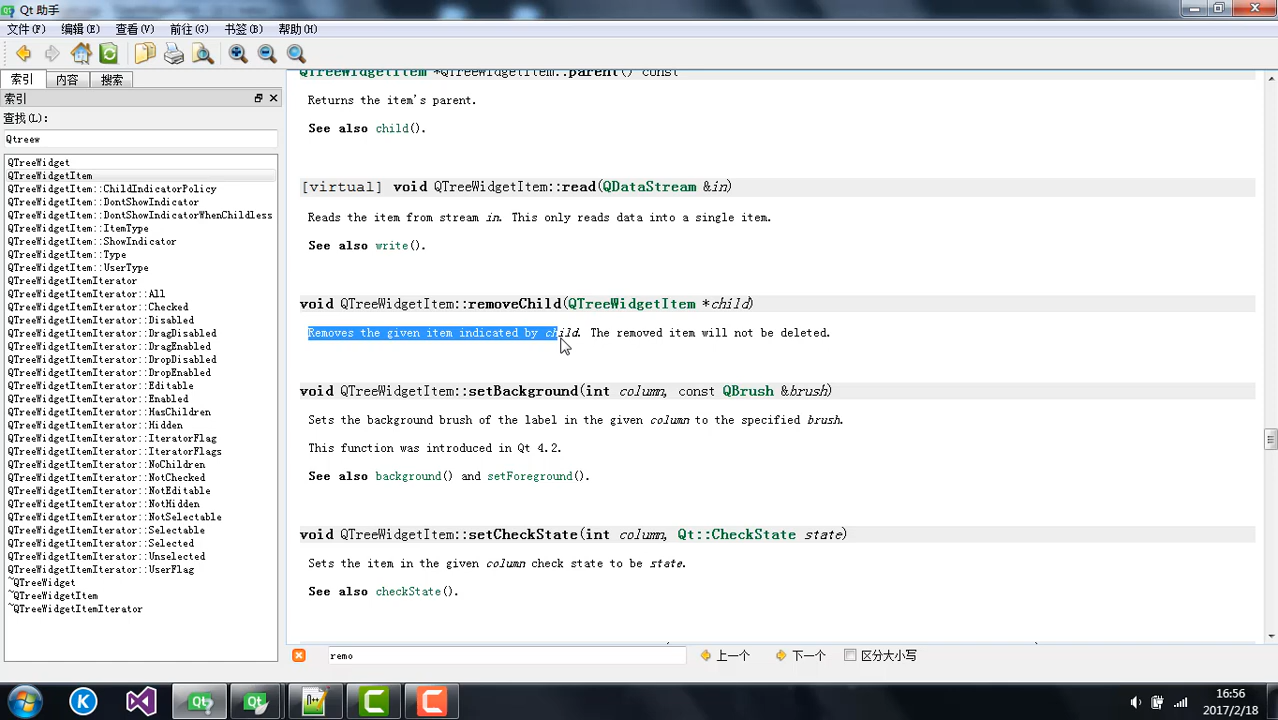 Qt 助手
文件(F) 编辑(E) 查看(V) 前往(G) 书签(B) 帮助(H)
索引 内容 搜索
索引
查找(L):
Qtreew
QTreeWidget
QTreeWidgetItem
QTreeWidgetItem::ChildIndicatorPolicy
QTreeWidgetItem::DontShowIndicator
QTreeWidgetItem::DontShowIndicatorWhenChildless
QTreeWidgetItem::ItemType
QTreeWidgetItem::ShowIndicator
QTreeWidgetItem::Type
QTreeWidgetItem::UserType
QTreeWidgetItemIterator
QTreeWidgetItemIterator::All
QTreeWidgetItemIterator::Checked
QTreeWidgetItemIterator::Disabled
QTreeWidgetItemIterator::DragDisabled
QTreeWidgetItemIterator::DragEnabled
QTreeWidgetItemIterator::DropDisabled
QTreeWidgetItemIterator::DropEnabled
QTreeWidgetItemIterator::Editable
QTreeWidgetItemIterator::Enabled
QTreeWidgetItemIterator::HasChildren
QTreeWidgetItemIterator::Hidden
QTreeWidgetItemIterator::IteratorFlag
QTreeWidgetItemIterator::IteratorFlags
QTreeWidgetItemIterator::NoChildren
QTreeWidgetItemIterator::NotChecked
QTreeWidgetItemIterator::NotEditable
QTreeWidgetItemIterator::NotHidden
QTreeWidgetItemIterator::NotSelectable
QTreeWidgetItemIterator::Selectable
QTreeWidgetItemIterator::Selected
QTreeWidgetItemIterator::Unselected
QTreeWidgetItemIterator::UserFlag
~QTreeWidget
~QTreeWidgetItem
~QTreeWidgetItemIterator
QTreeWidgetItem *QTreeWidgetItem::parent() const
Returns the item's parent.
See also child().
[virtual] void QTreeWidgetItem::read(QDataStream &in)
Reads the item from stream in. This only reads data into a single item.
See also write().
void QTreeWidgetItem::removeChild(QTreeWidgetItem *child)
Removes the given item indicated by child. The removed item will not be deleted.
void QTreeWidgetItem::setBackground(int column, const QBrush &brush)
Sets the background brush of the label in the given column to the specified brush.
This function was introduced in Qt 4.2.
See also background() and setForeground().
void QTreeWidgetItem::setCheckState(int column, Qt::CheckState state)
Sets the item in the given column check state to be state.
See also checkState().
remo 上一个 下一个 区分大小写
16:56
2017/2/18